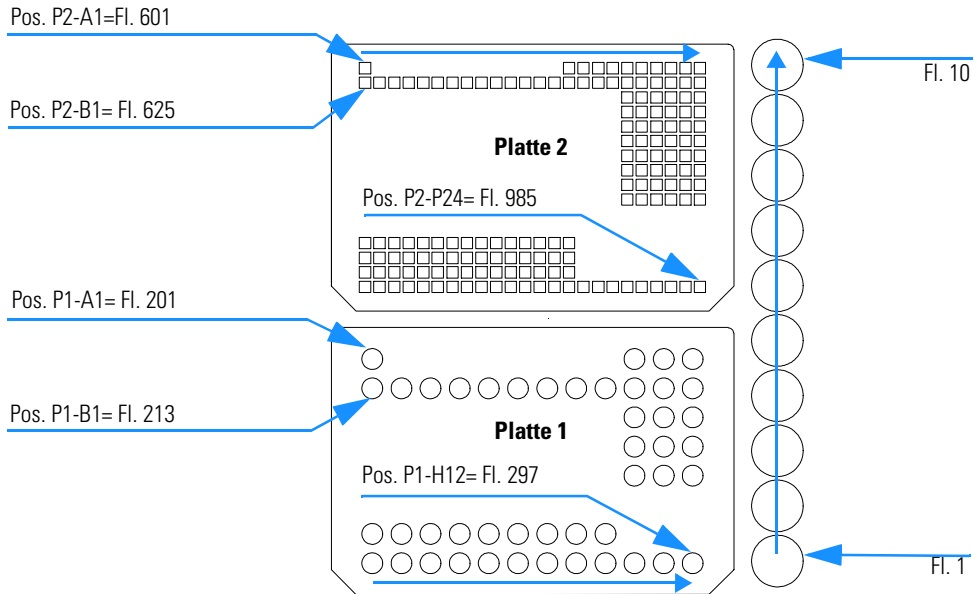 Pos. P2-A1=Fl. 601
Fl. 10
Pos. P2-B1= Fl. 625
Platte 2
Pos. P2-P24= Fl. 985
Pos. P1-A1= Fl. 201
Pos. P1-B1= Fl. 213
Platte 1
Pos. P1-H12= Fl. 297
Fl. 1